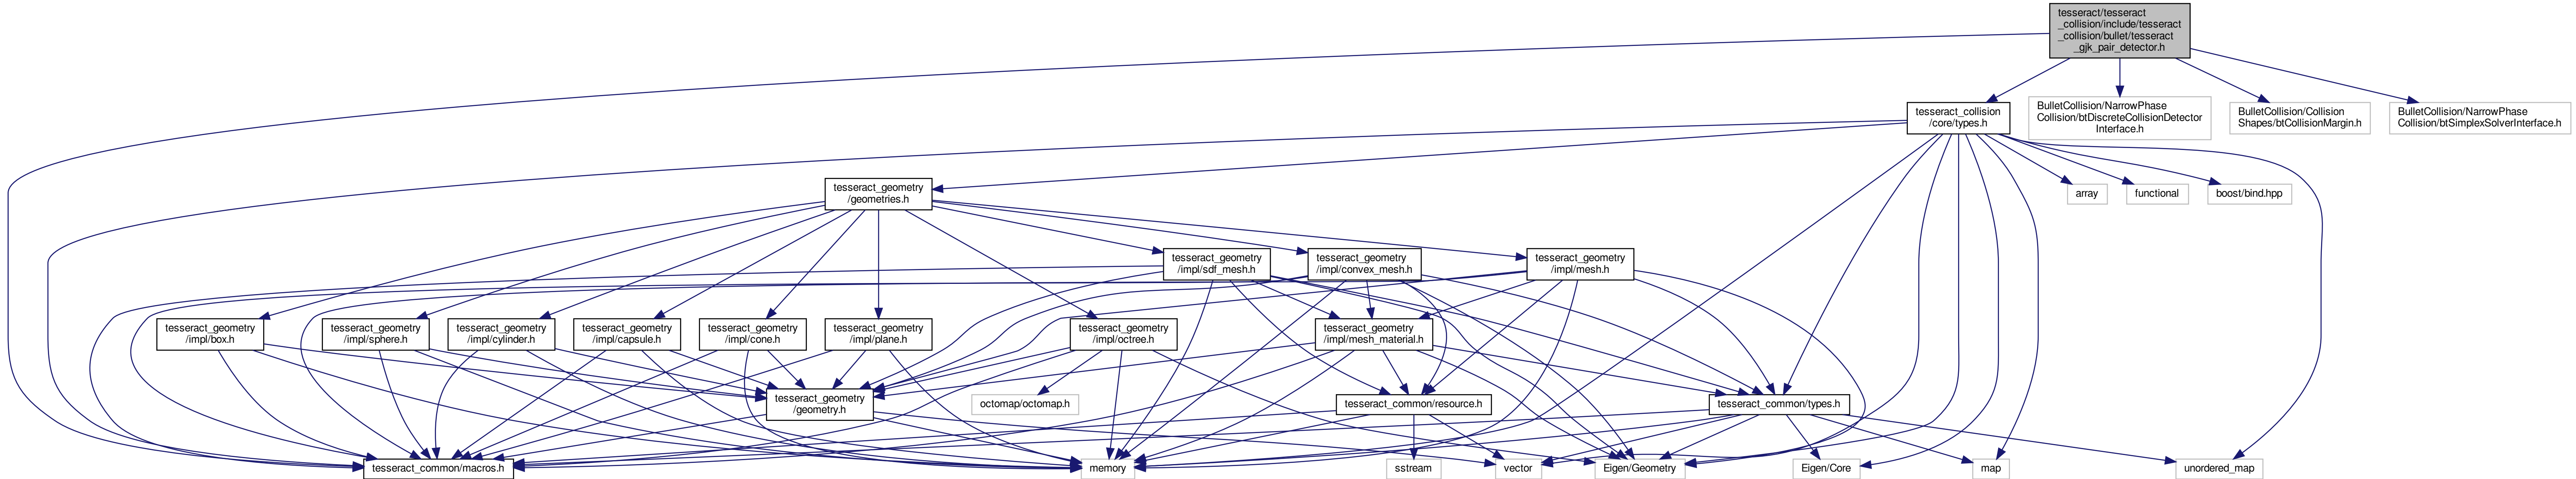 tesseract/tesseract
_collision/include/tesseract
_collision/bullet/tesseract
_gjk_pair_detector.h
tesseract_collision
/core/types.h
BulletCollision/NarrowPhase
Collision/btDiscreteCollisionDetector
Interface.h
BulletCollision/Collision
Shapes/btCollisionMargin.h
BulletCollision/NarrowPhase
Collision/btSimplexSolverInterface.h
tesseract_geometry
/geometries.h
array
functional
boost/bind.hpp
tesseract_geometry
/impl/sdf_mesh.h
tesseract_geometry
/impl/convex_mesh.h
tesseract_geometry
/impl/mesh.h
tesseract_geometry
/impl/box.h
tesseract_geometry
/impl/sphere.h
tesseract_geometry
/impl/cylinder.h
tesseract_geometry
/impl/capsule.h
tesseract_geometry
/impl/cone.h
tesseract_geometry
/impl/plane.h
tesseract_geometry
/impl/octree.h
tesseract_geometry
/impl/mesh_material.h
tesseract_geometry
/geometry.h
octomap/octomap.h
tesseract_common/resource.h
tesseract_common/types.h
tesseract_common/macros.h
memory
sstream
vector
Eigen/Geometry
Eigen/Core
map
unordered_map